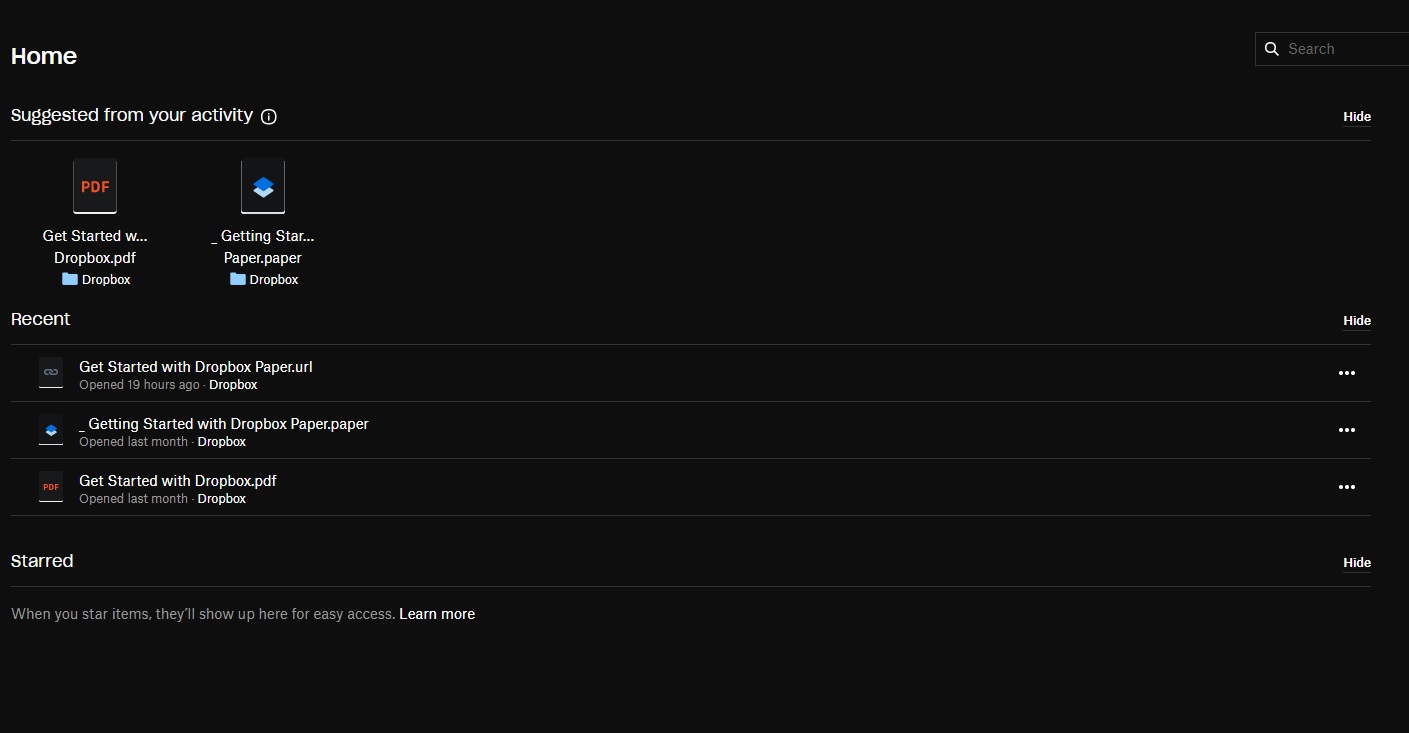 Home
Search
Suggested from your activity
Hide
PDF
Get Started w...
Dropbox.pdf
Dropbox
_ Getting Star...
Paper.paper
Dropbox
Recent
Hide
Get Started with Dropbox Paper.url
Opened 19 hours ago · Dropbox
_ Getting Started with Dropbox Paper.paper
Opened last month · Dropbox
PDF
Get Started with Dropbox.pdf
Opened last month · Dropbox
Starred
Hide
When you star items, they’ll show up here for easy access. Learn more